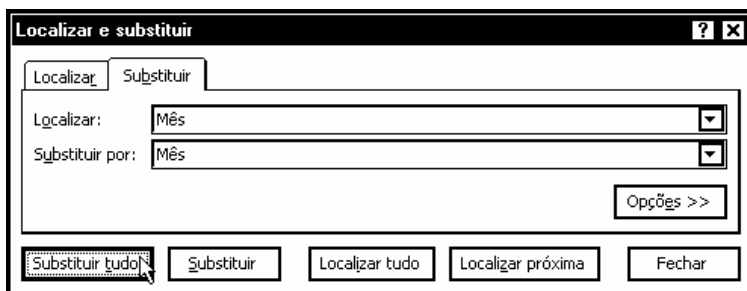 Localizar e substituir ? X
Localizar Substituir
Localizar: Mês
Substituir por: Mês
Opções >>
Substituir tudo Substituir Localizar tudo Localizar próxima Fechar